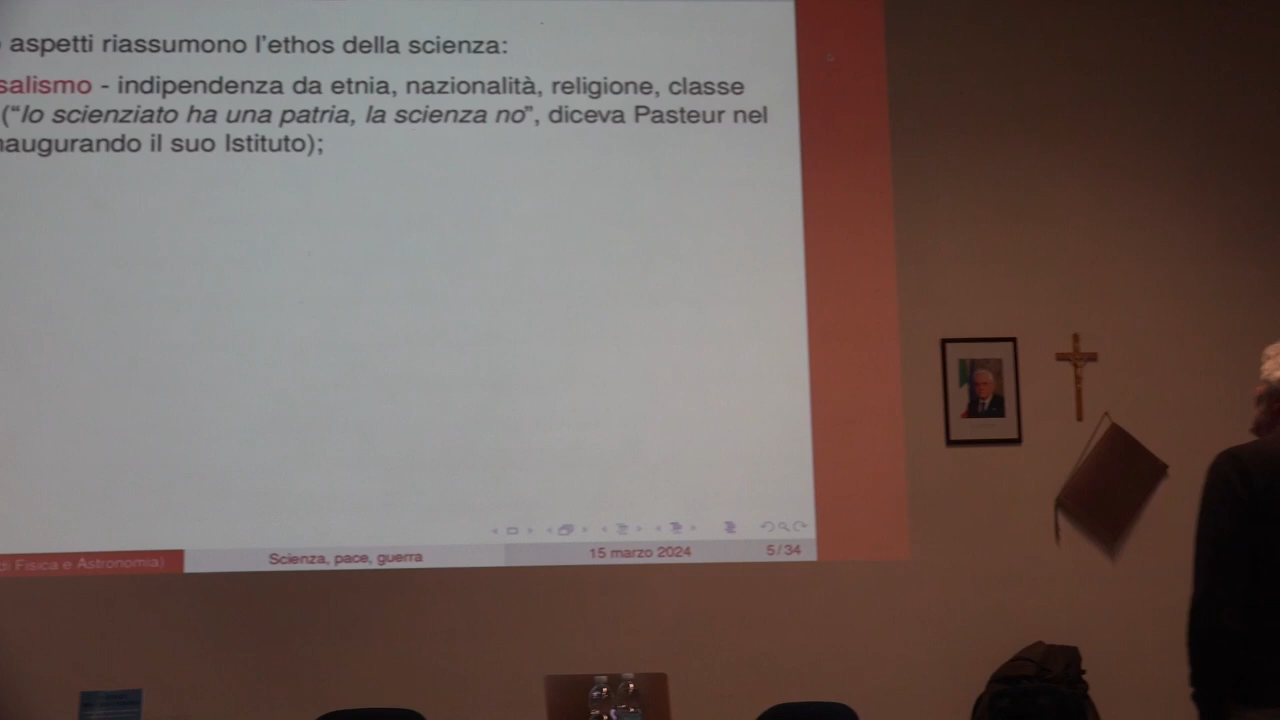 aspetti riassumono l'ethos della scienza:
salismo - indipendenza da etnia, nazionalità, religione, classe
("lo scienziato ha una patria, la scienza no", diceva Pasteur nel
naugurando il suo Istituto);
di Fisica e Astronomia)
Scienza, pace, guerra
15 marzo 2024
5/34